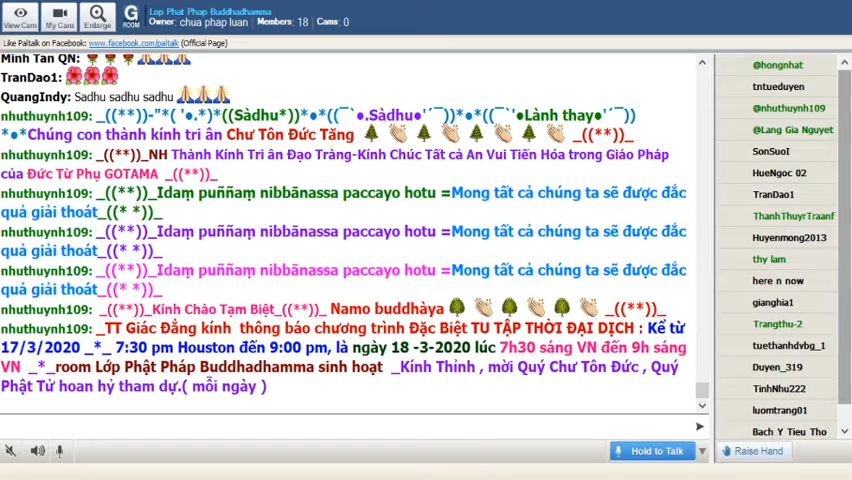 Lop Phat Phap Buddhadhamma
Owner: chua phap luan Members: 18 Cams: 0
View Cam
My Cam
Enlarge
G
ROOM
Like Paltalk on Facebook: www.facebook.com/paltalk (Official Page)
Minh Tan QN:
TranDao1:
QuangIndy: Sadhu sadhu sadhu
nhuthuynh109: _((**))-"*( '●.*)*((Sàdhu*))*●*((¯`●.Sàdhu●'´¯))*●*((¯`'●Lành thay●'´¯))
*●*Chúng con thành kính tri ân Chư Tôn Đức Tăng _((**))_
nhuthuynh109: _((**))_NH Thành Kính Tri ân Đạo Tràng-Kính Chúc Tất cả An Vui Tiến Hóa trong Giáo Pháp
của Đức Từ Phụ GOTAMA _((**))_
nhuthuynh109: _((**))_Idaṃ puññaṃ nibbānassa paccayo hotu =Mong tất cả chúng ta sẽ được đắc
quả giải thoát_((* *))_
nhuthuynh109: _((**))_Idaṃ puññaṃ nibbānassa paccayo hotu =Mong tất cả chúng ta sẽ được đắc
quả giải thoát_((* *))_
nhuthuynh109: _((**))_Idaṃ puññaṃ nibbānassa paccayo hotu =Mong tất cả chúng ta sẽ được đắc
quả giải thoát_((* *))_
nhuthuynh109: _((**))_Kính Chào Tạm Biệt_((**))_ Namo buddhàya _((**))_
nhuthuynh109: _TT Giác Đẳng kính thông báo chương trình Đặc Biệt TU TẬP THỜI ĐẠI DỊCH : Kể từ
17/3/2020 _*_ 7:30 pm Houston đến 9:00 pm, là ngày 18 -3-2020 lúc 7h30 sáng VN đến 9h sáng
VN _*_room Lớp Phật Pháp Buddhadhamma sinh hoạt _Kính Thỉnh , mời Quý Chư Tôn Đức , Quý
Phật Tử hoan hỷ tham dự.( mỗi ngày )
@hongnhat
tntueduyen
@nhuthuynh109
@Lang Gia Nguyet
SonSuoI
HueNgoc 02
TranDao1
ThanhThuyrTraanf
Huyenmong2013
thy lam
here n now
gianghia1
Trangthu-2
tuethanhdvbg_1
Duyen_319
TinhNhu222
luomtrang01
Bach Y Tieu Tho
Hold to Talk
Raise Hand